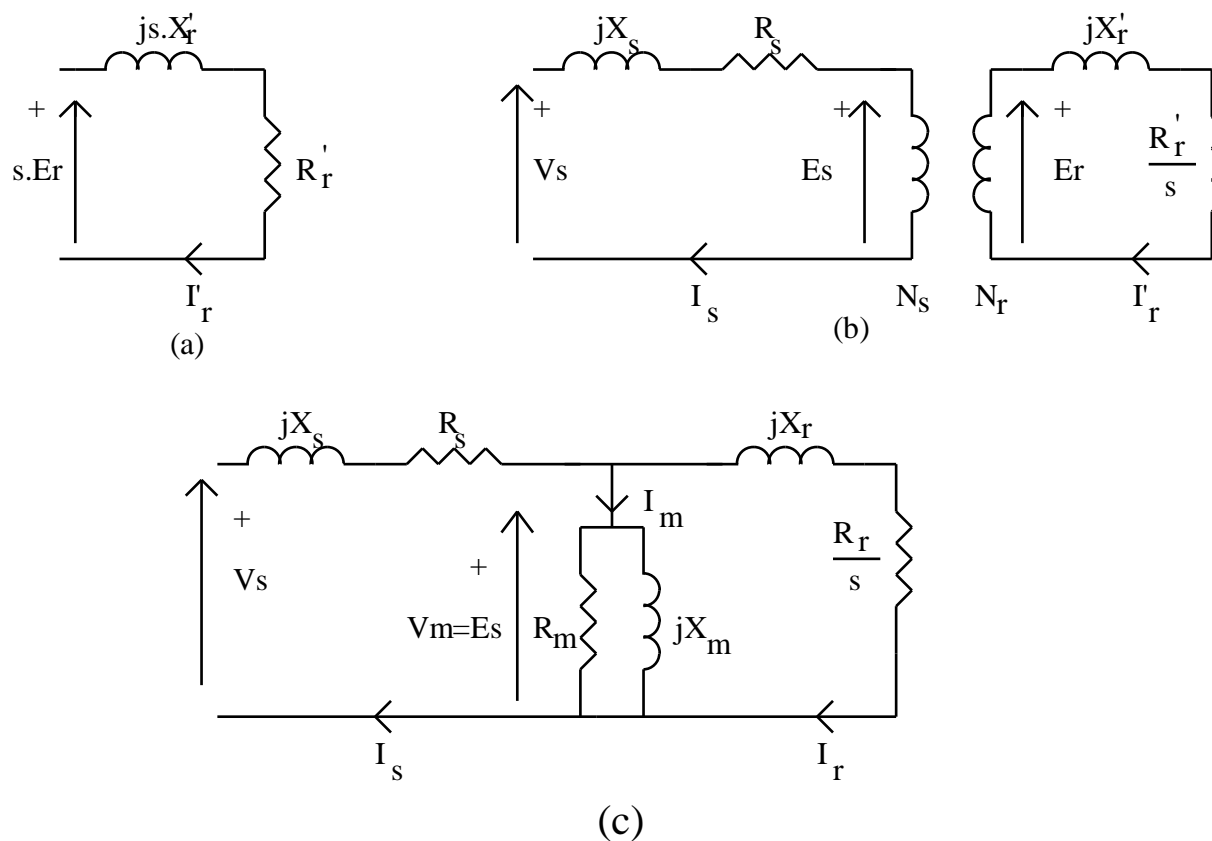 js.X'r
+
s.Er
R'r
I'r
(a)
jXs
Rs
+
Vs
+
Es
Is
Ns
jX'r
+
Er
R'r
s
Nr
I'r
(b)
jXs
Rs
jXr
+
Vs
Im
+
Vm=Es
Rm
jXm
Rr
s
Is
Ir
(c)